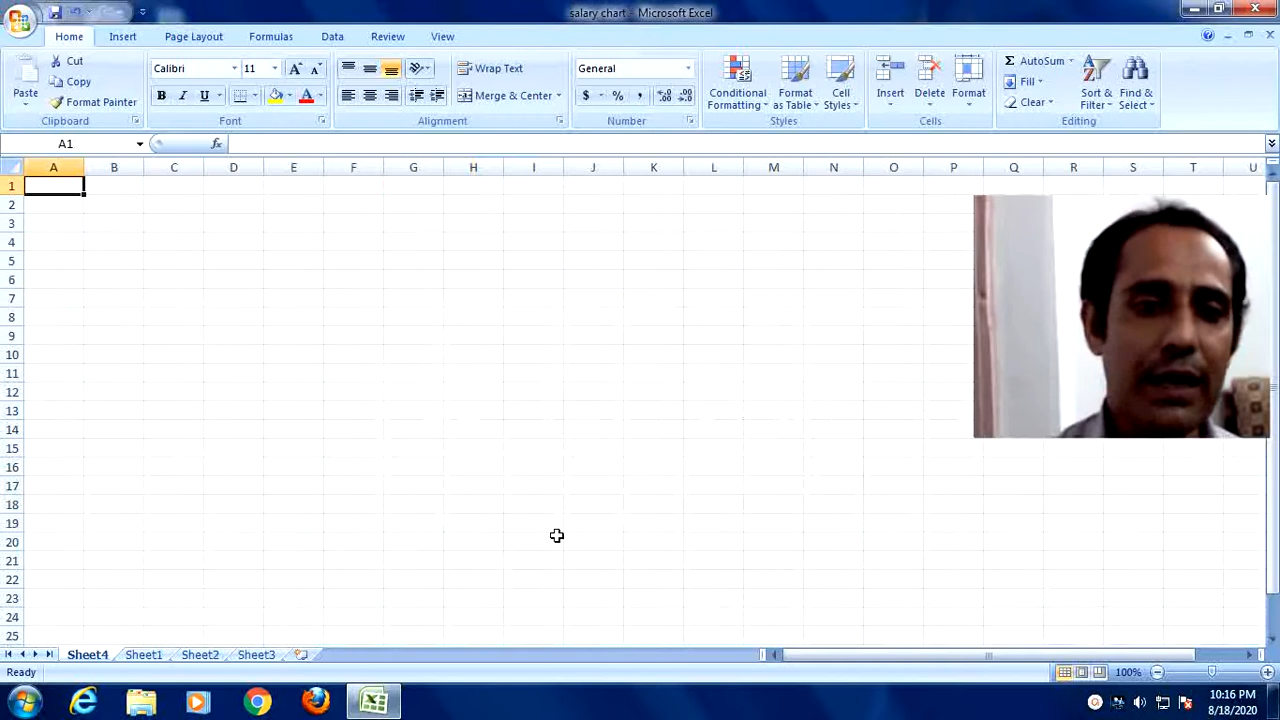 salary chart - Microsoft Excel
Home Insert Page Layout Formulas Data Review View
Cut
Copy
Format Painter
Paste
Clipboard
Calibri 11
B I U
Font
Wrap Text
Merge & Center
Alignment
General
$ % ,
Number
Conditional Formatting
Format as Table
Cell Styles
Styles
Insert Delete Format
Cells
Σ AutoSum
Fill
Clear
Sort & Filter
Find & Select
Editing
A1 fx
A B C D E F G H I J K L M N O P Q R S T U
1
2
3
4
5
6
7
8
9
10
11
12
13
14
15
16
17
18
19
20
21
22
23
24
25
Sheet4 Sheet1 Sheet2 Sheet3
Ready 100%
10:16 PM
8/18/2020